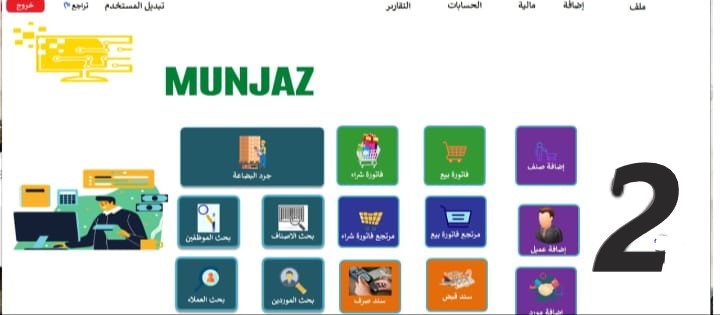 ملف
إضافة
مالية
الحسابات
التقارير
تبديل المستخدم
تراجع
خروج
MUNJAZ
إضافة صنف
فاتورة بيع
فاتورة شراء
جرد البضاعة
إضافة عميل
مرتجع فاتورة بيع
مرتجع فاتورة شراء
بحث الاصناف
بحث الموظفين
إضافة مورد
سند قبض
سند صرف
بحث الموردين
بحث العملاء
2